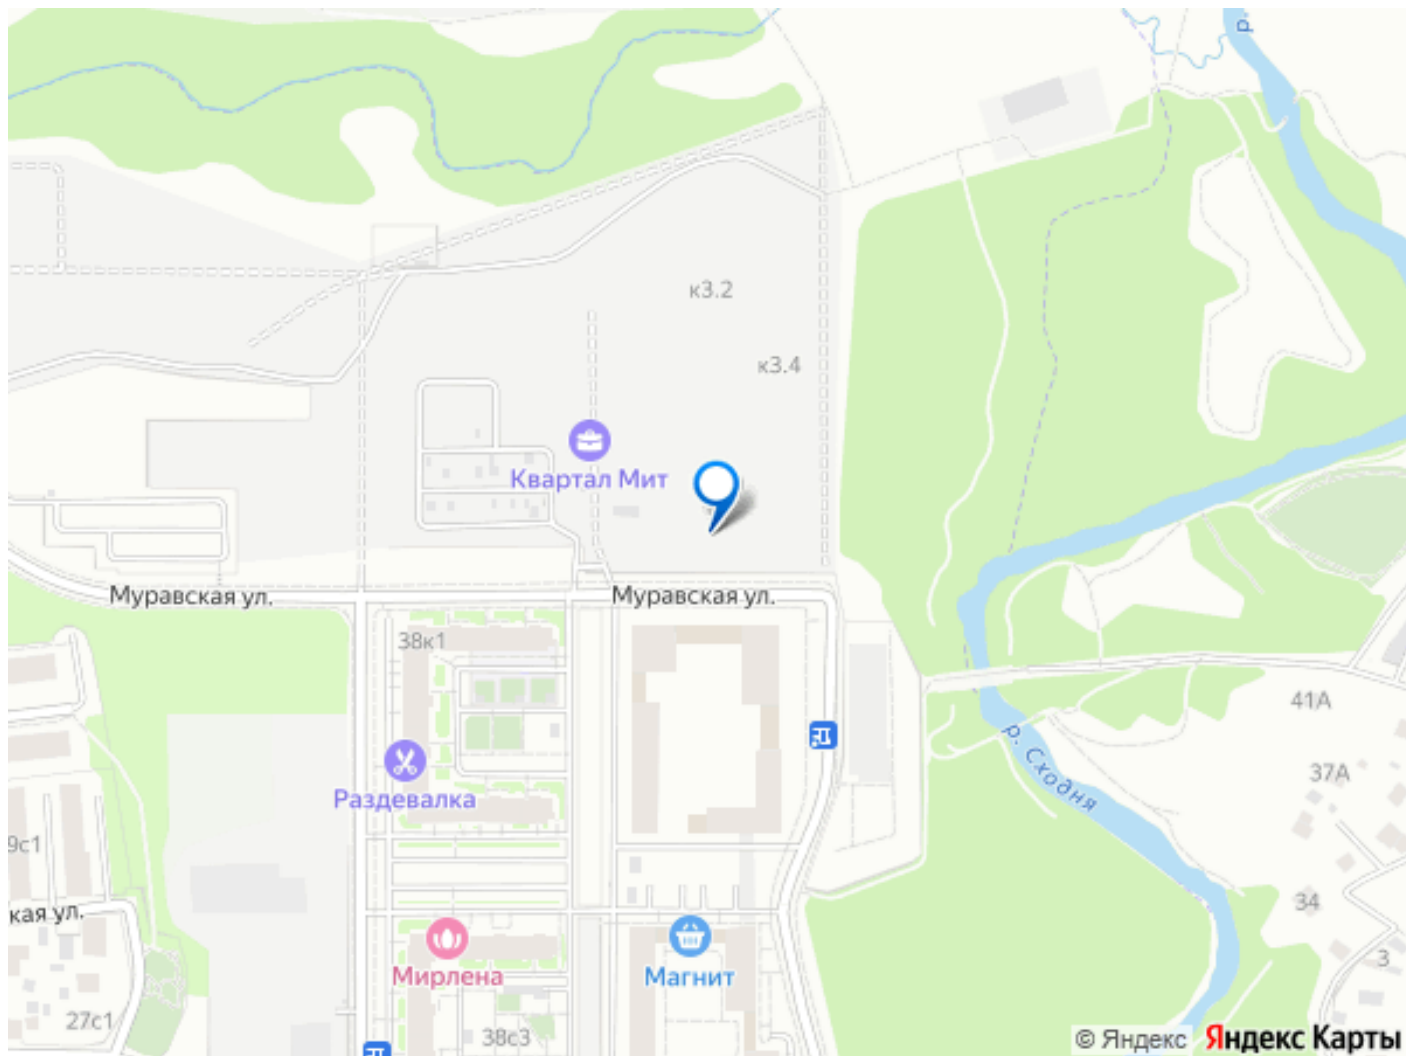 р.
к3.2
к3.4
Квартал Мит
Муравская ул.
Муравская ул.
38к1
41А
р. Сходня
37А
Раздевалка
9с1
34
кая ул.
Мирлена
Магнит
3
27с1
38с3
© Яндекс Яндекс Карты